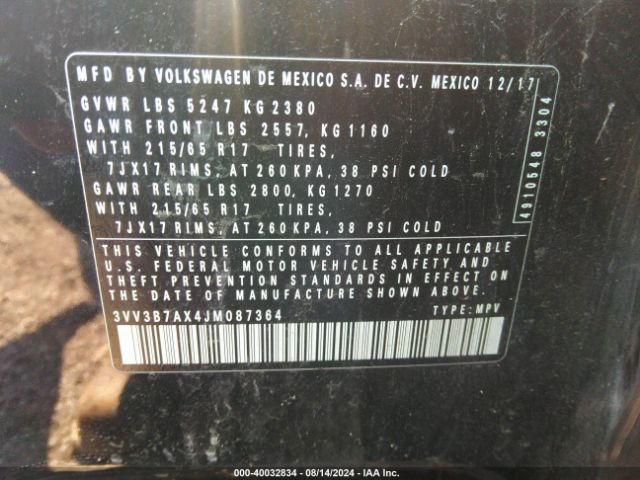 MFD BY VOLKSWAGEN DE MEXICO S.A. DE C.V. MEXICO 12/17
GVWR LBS 5247 KG 2380
GAWR FRONT LBS 2557, KG 1160
WITH 215/65 R17 TIRES,
7JX17 RIMS, AT 260 KPA, 38 PSI COLD
GAWR REAR LBS 2800, KG 1270
WITH 215/65 R17 TIRES,
7JX17 RIMS, AT 260 KPA, 38 PSI COLD
4910548 3304
THIS VEHICLE CONFORMS TO ALL APPLICABLE
U.S. FEDERAL MOTOR VEHICLE SAFETY AND
THEFT PREVENTION STANDARDS IN EFFECT ON
THE DATE OF MANUFACTURE SHOWN ABOVE.
3VV3B7AX4JM087364 TYPE: MPV
000-40032834 - 08/14/2024 - IAA Inc.